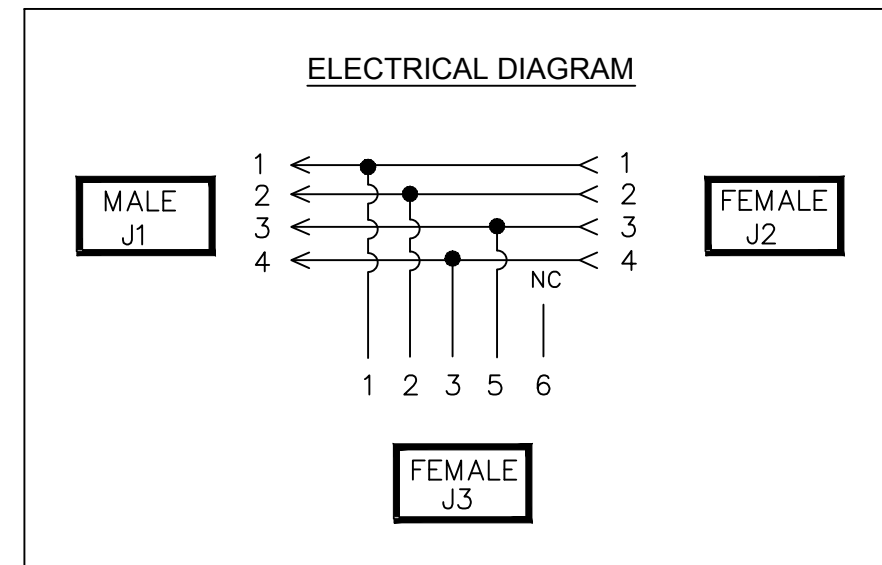 ELECTRICAL DIAGRAM
1 1
2 2
3 3
4 4
MALE
J1
FEMALE
J2
NC
1 2 3 5 6
FEMALE
J3